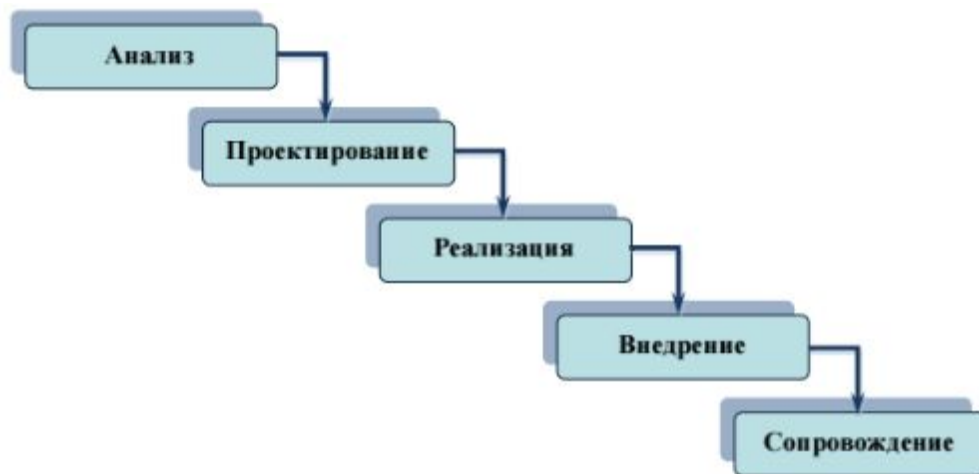 Анализ
Проектирование
Реализация
Внедрение
Сопровождение